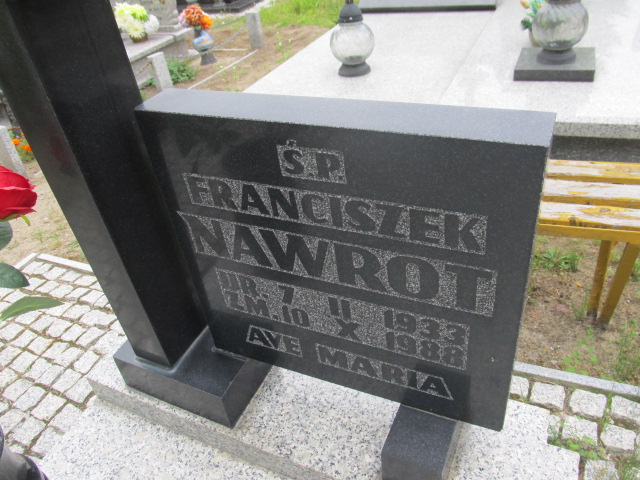 Ś.P.
FRANCISZEK
NAWROT
UR. 7 II 1933
ZM. 10 X 1988
AVE MARIA